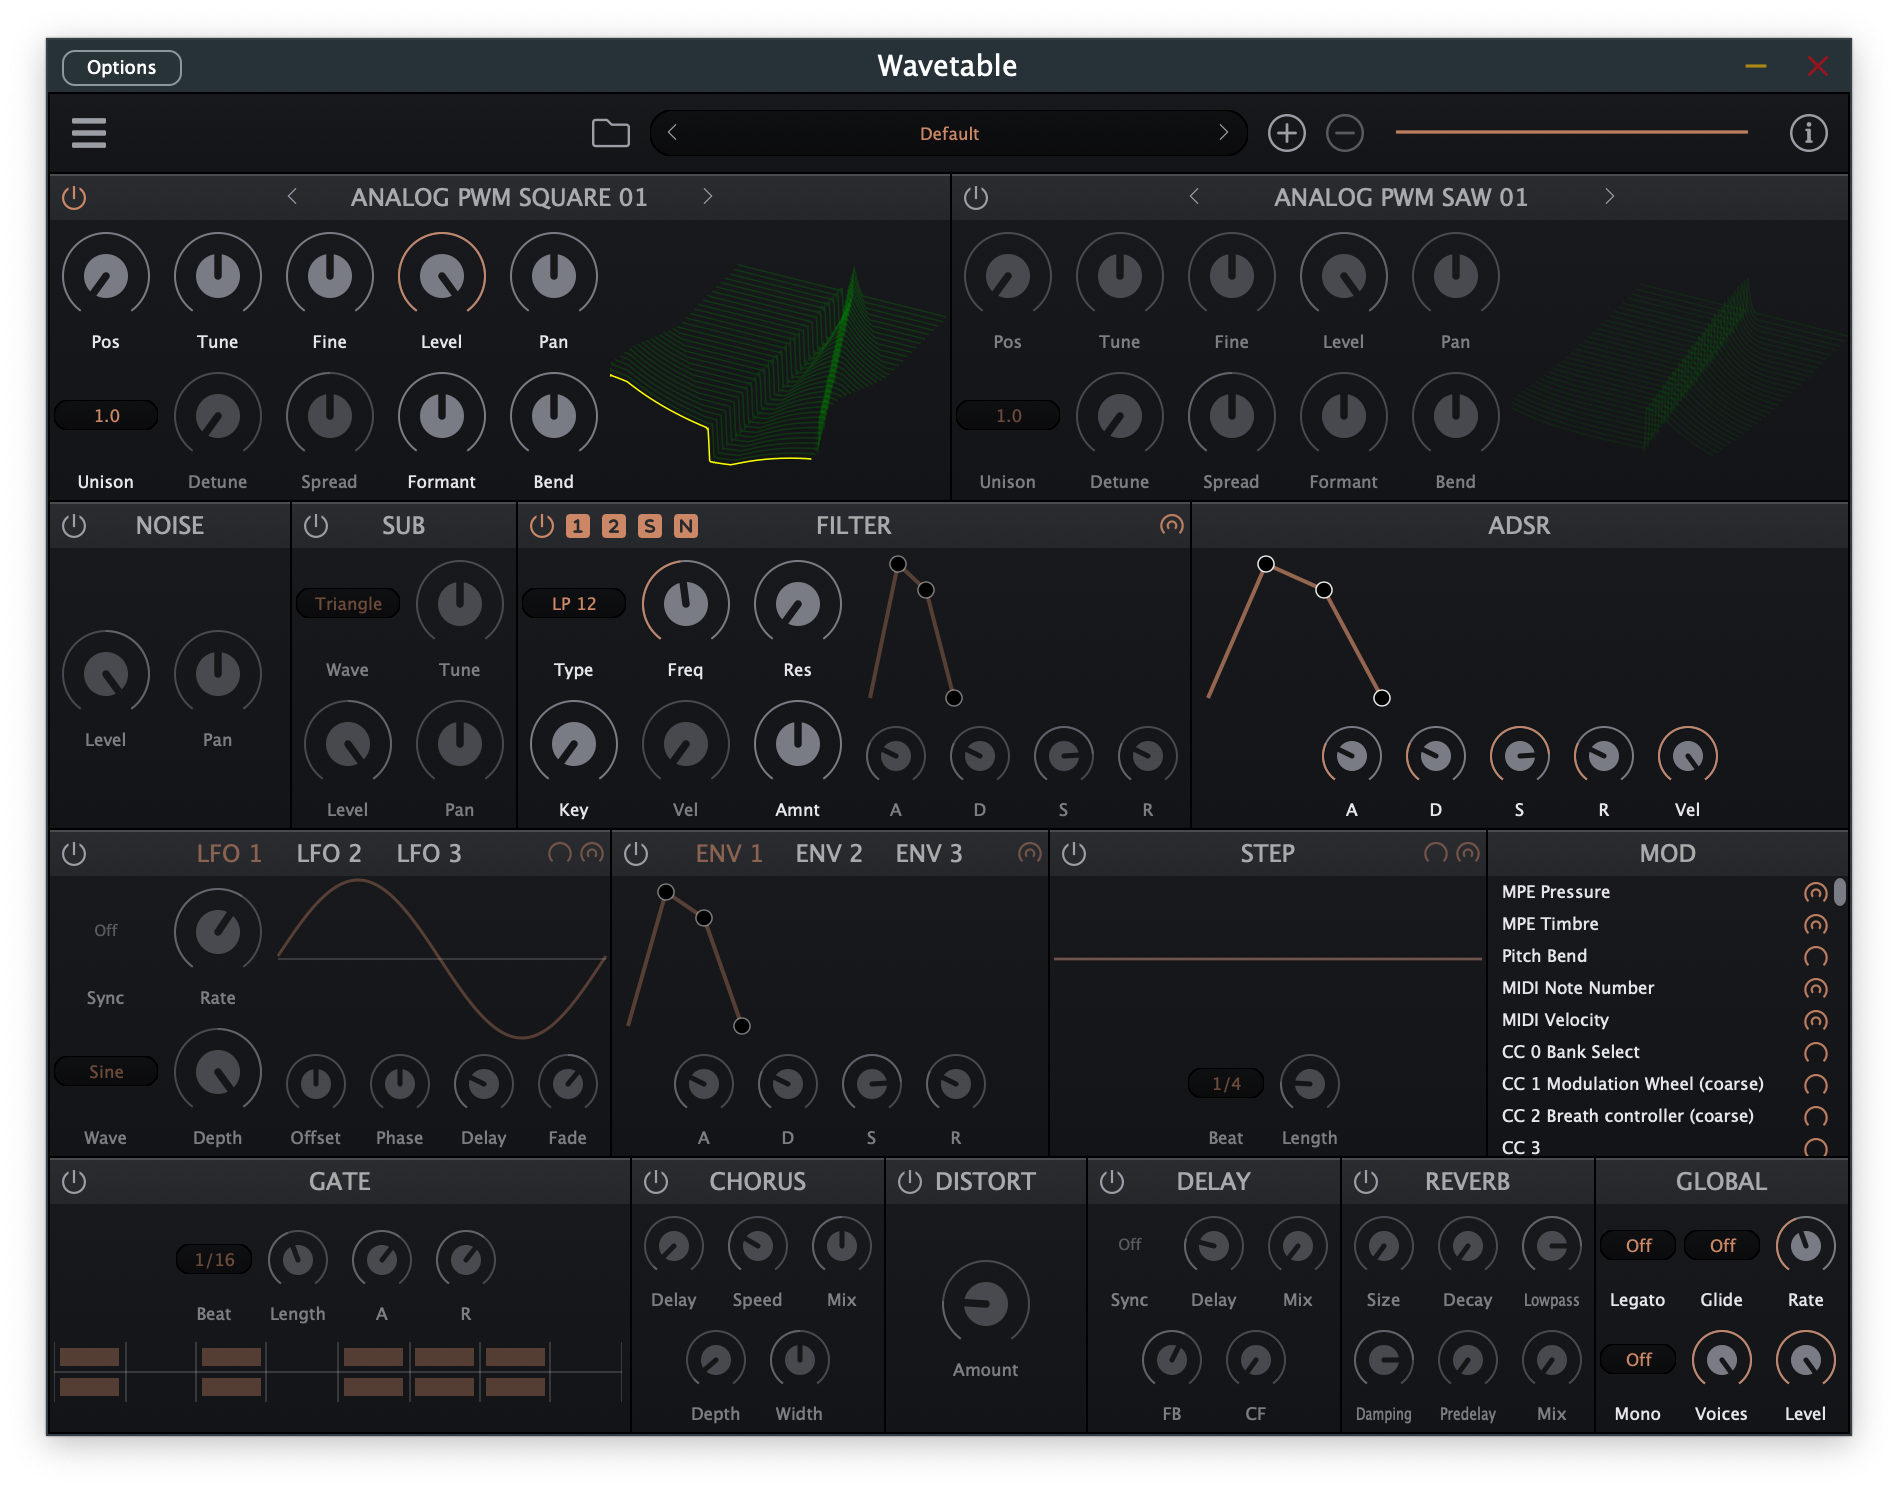 Options
Wavetable
Default
ANALOG PWM SQUARE 01
ANALOG PWM SAW 01
Pos Tune Fine Level Pan
Pos Tune Fine Level Pan
1.0
1.0
Unison Detune Spread Formant Bend
Unison Detune Spread Formant Bend
NOISE
SUB
1 2 S N
FILTER
ADSR
Triangle
LP 12
Wave Tune
Type Freq Res
Level Pan
Level Pan
Key Vel Amnt
A D S R
A D S R Vel
LFO 1 LFO 2 LFO 3
ENV 1 ENV 2 ENV 3
STEP
MOD
MPE Pressure
MPE Timbre
Pitch Bend
MIDI Note Number
MIDI Velocity
CC 0 Bank Select
CC 1 Modulation Wheel (coarse)
CC 2 Breath controller (coarse)
CC 3
Off
Sync Rate
Sine
1/4
Wave Depth Offset Phase Delay Fade
A D S R
Beat Length
GATE
CHORUS
DISTORT
DELAY
REVERB
GLOBAL
1/16
Beat Length A R
Delay Speed Mix
Depth Width
Amount
Off
Sync Delay Mix
FB CF
Size Decay Lowpass
Damping Predelay Mix
Off Off
Legato Glide Rate
Off
Mono Voices Level